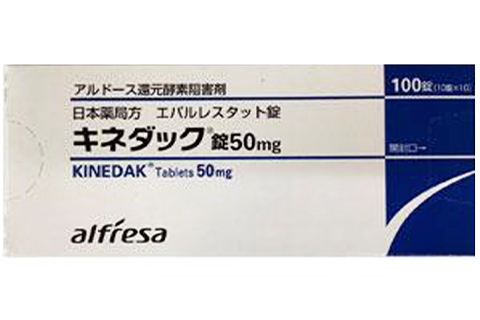 アルドース還元酵素阻害剤
100錠(10錠×10)
日本薬局方 エパルレスタット錠
キネダック®錠50mg
開封口→
KINEDAK® Tablets 50mg
alfresa